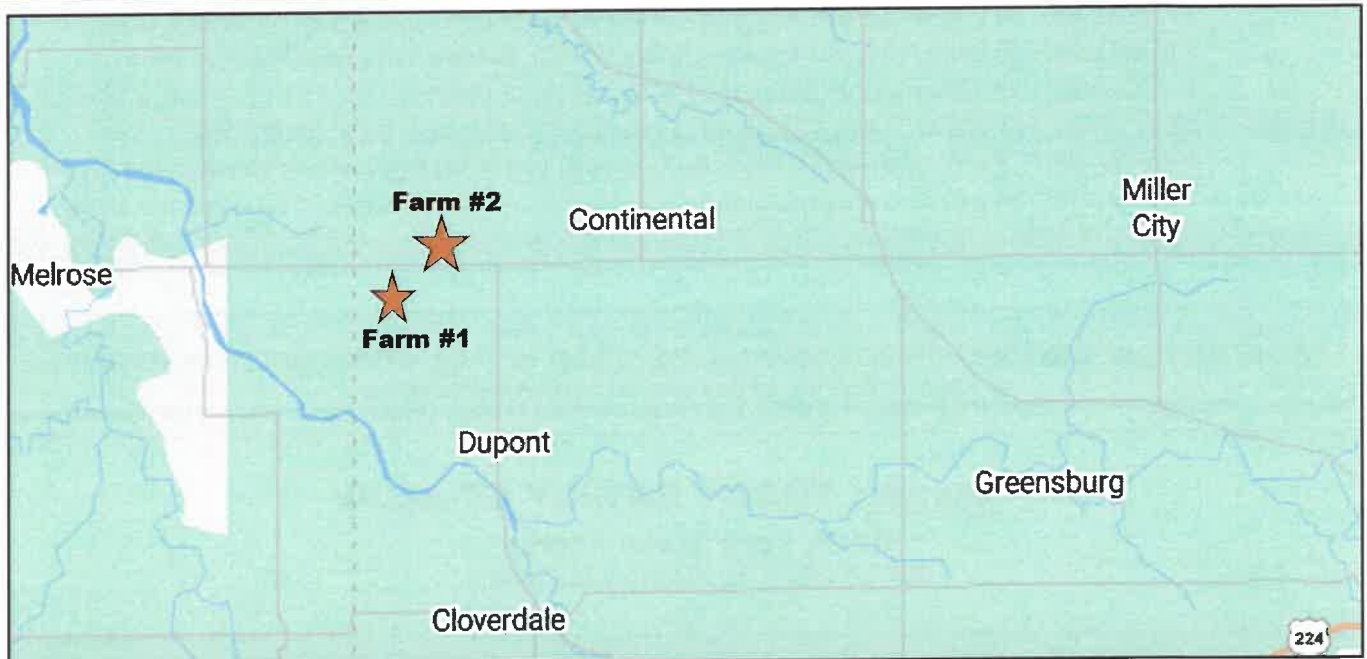 Miller
City
Farm #2
Continental
Melrose
Farm #1
Dupont
Greensburg
Cloverdale
224